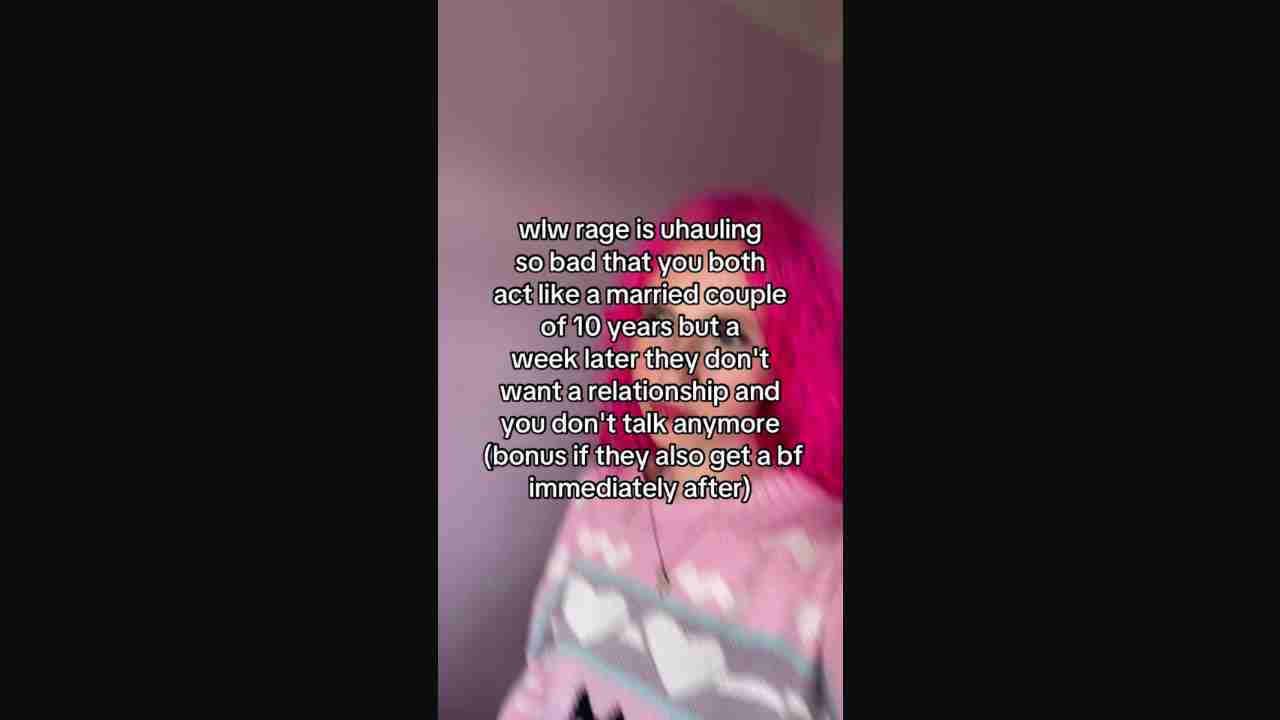 wlw rage is uhauling
so bad that you both
act like a married couple
of 10 years but a
week later they don't
want a relationship and
you don't talk anymore
(bonus if they also get a bf
immediately after)